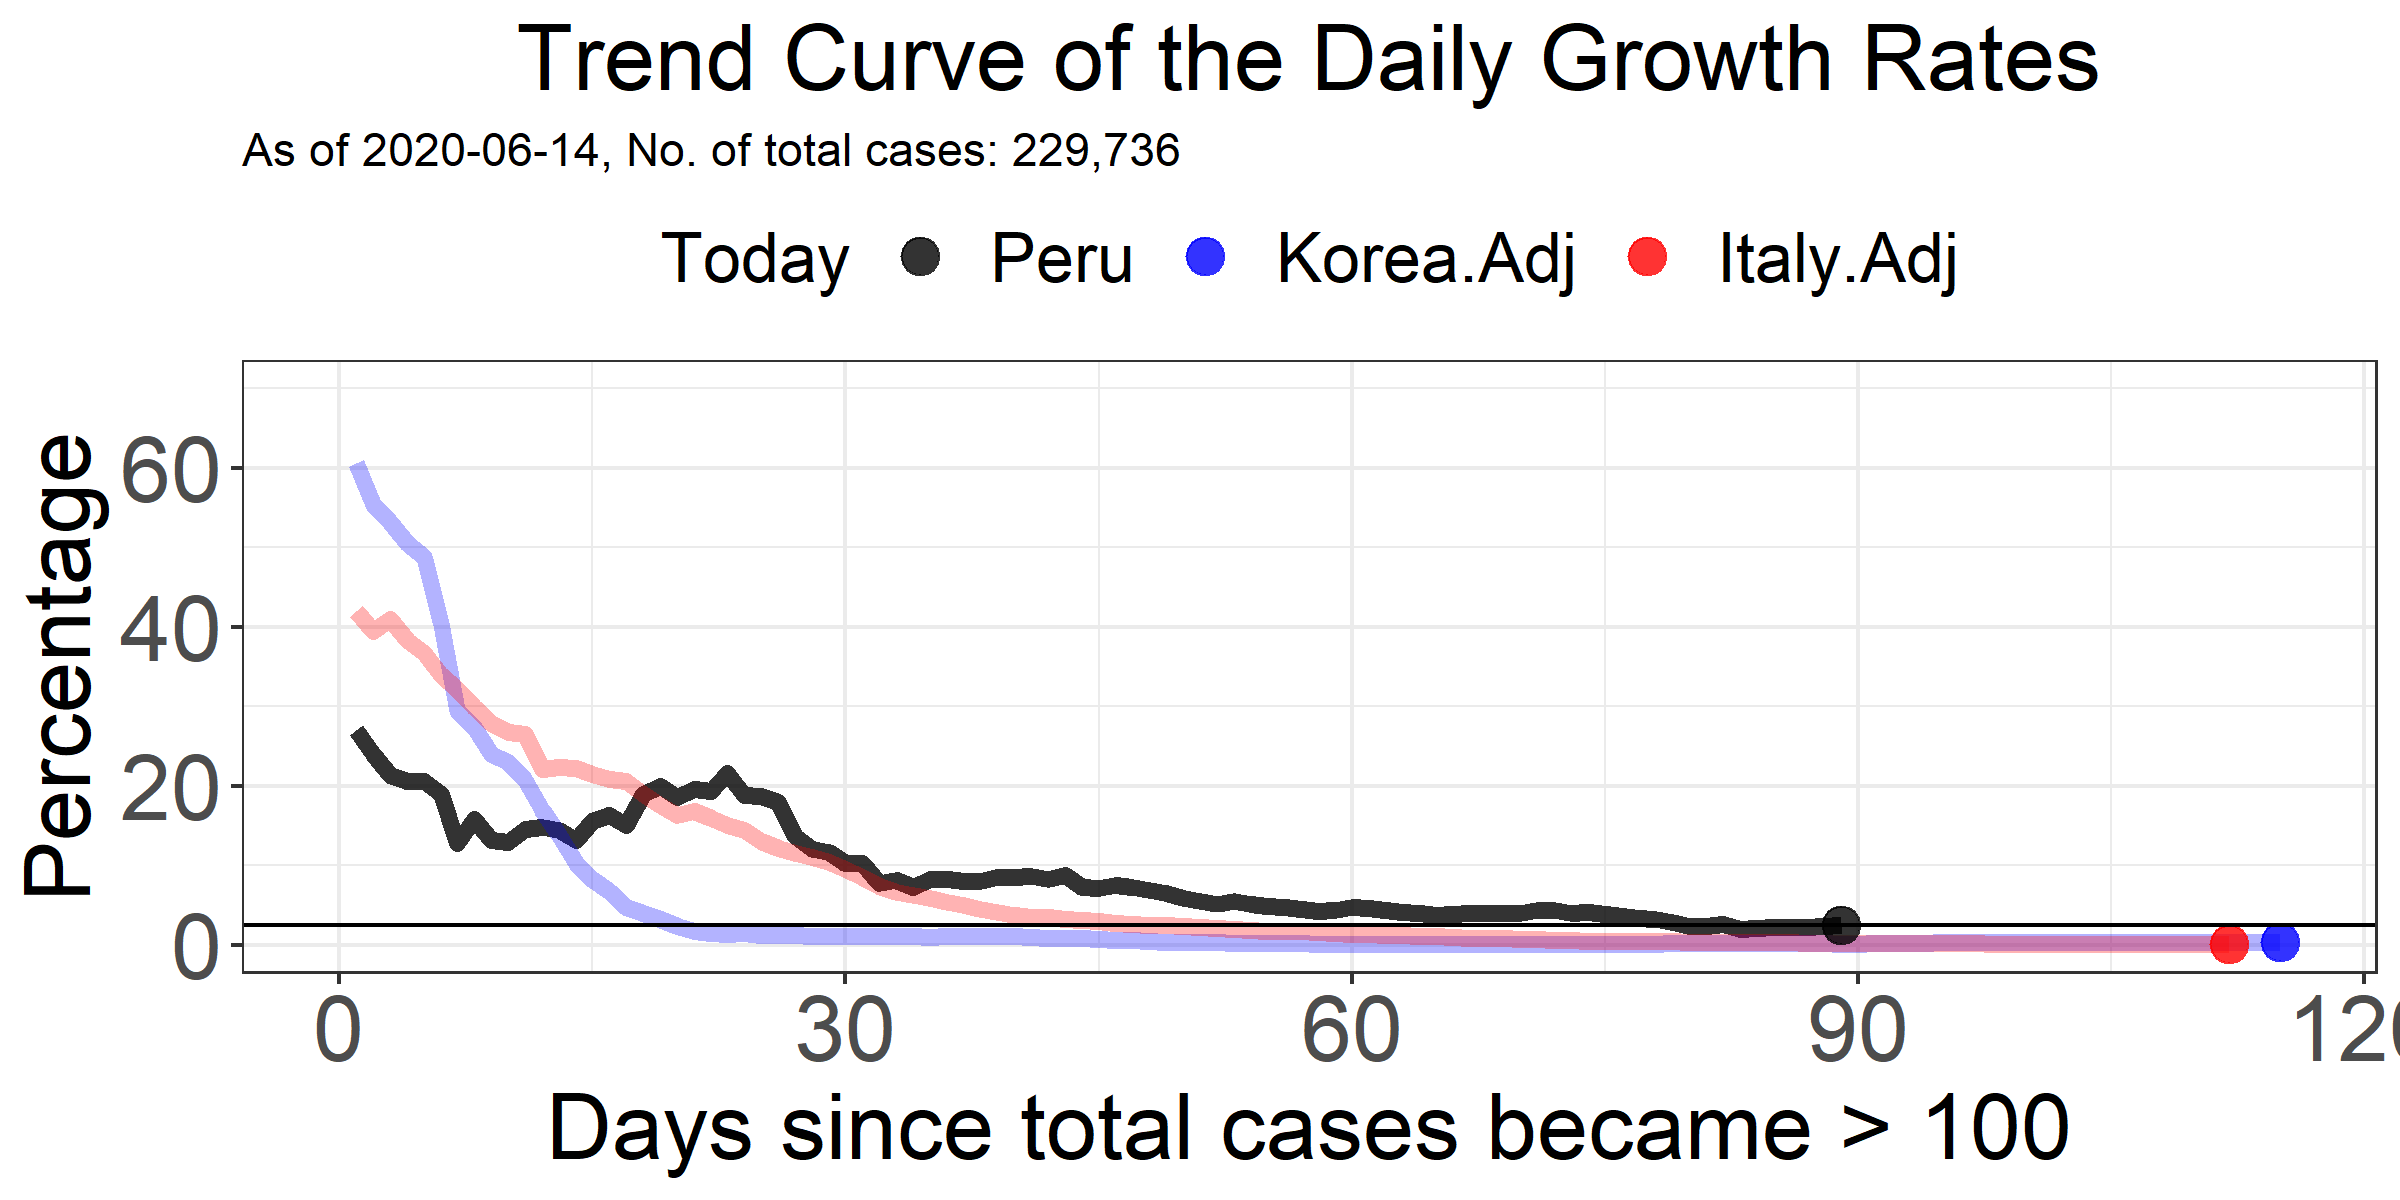 Trend Curve of the Daily Growth Rates
As of 2020-06-14, No. of total cases: 229,736
Today Peru Korea.Adj Italy.Adj
Percentage
60
40
20
0
0 30 60 90 120
Days since total cases became > 100